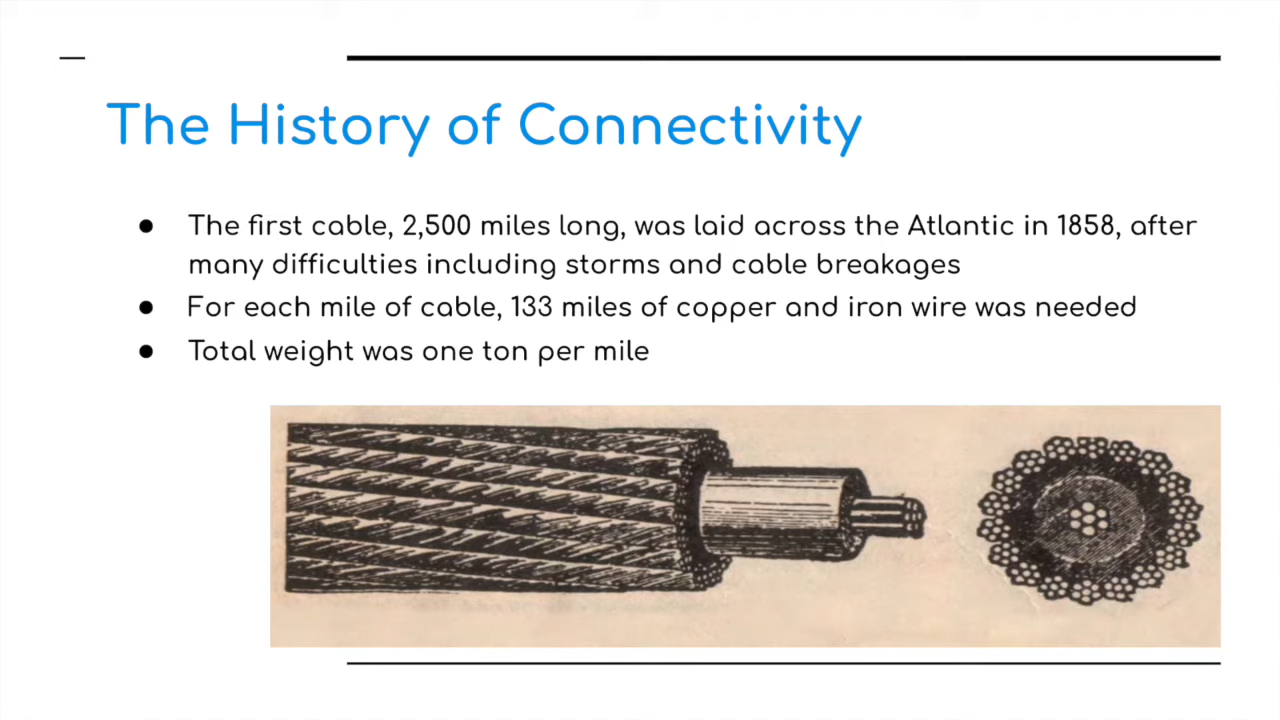 The History of Connectivity
● The first cable, 2,500 miles long, was laid across the Atlantic in 1858, after
many difficulties including storms and cable breakages
● For each mile of cable, 133 miles of copper and iron wire was needed
● Total weight was one ton per mile